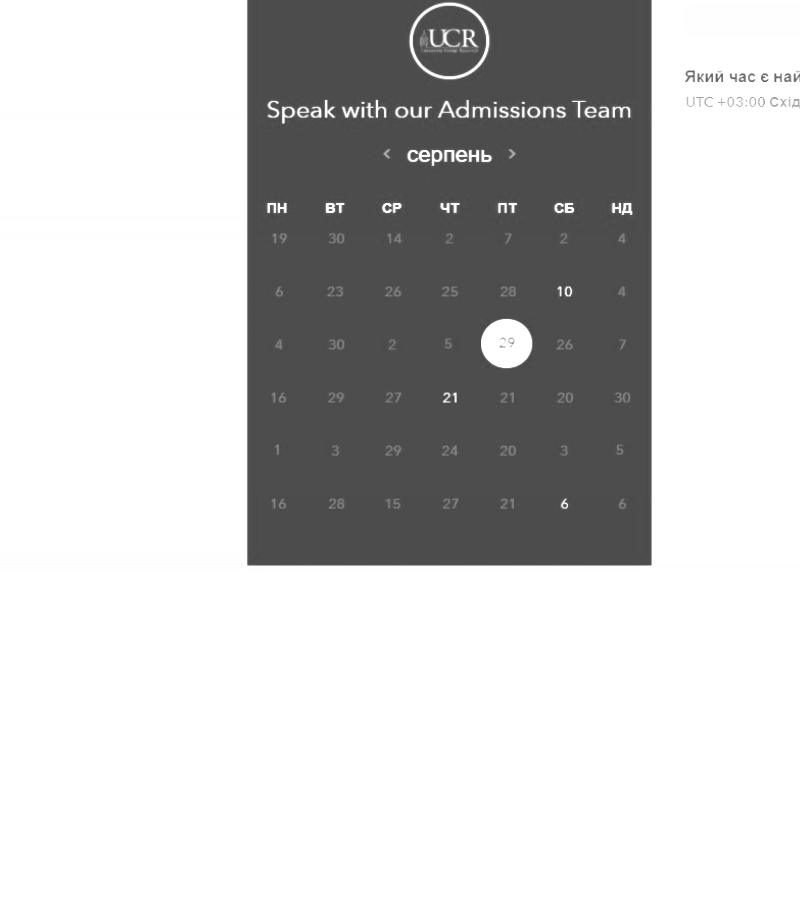 UCR
Speak with our Admissions Team
< серпень >
ПН ВТ СР ЧТ ПТ СБ НД
19 30 14 2 7 2 4
6 23 26 25 28 10 4
4 30 2 5 29 26 7
16 29 27 21 21 20 30
1 3 29 24 20 3 5
16 28 15 27 21 6 6
Який час є най
UTC +03:00 Схід